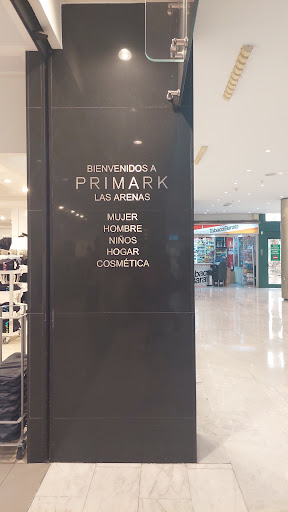 BIENVENIDOS A
PRIMARK
LAS ARENAS
MUJER
HOMBRE
NIÑOS
HOGAR
COSMÉTICA